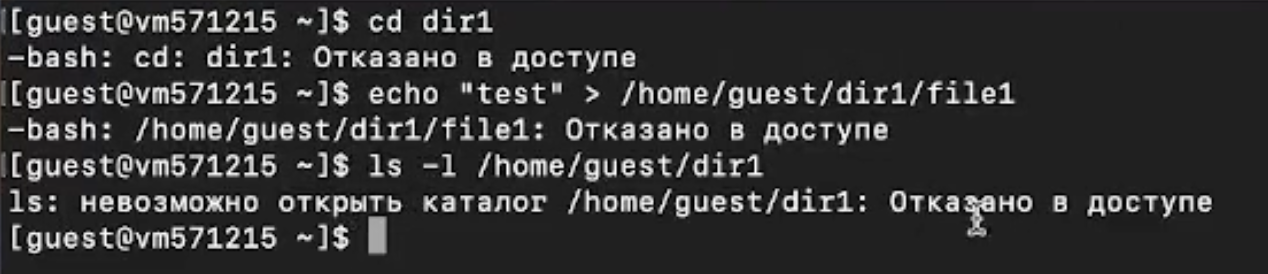 [guest@vm571215 ~]$ cd dir1
-bash: cd: dir1: Отказано в доступе
[guest@vm571215 ~]$ echo "test" > /home/guest/dir1/file1
-bash: /home/guest/dir1/file1: Отказано в доступе
[guest@vm571215 ~]$ ls -l /home/guest/dir1
ls: невозможно открыть каталог /home/guest/dir1: Отказано в доступе
[guest@vm571215 ~]$